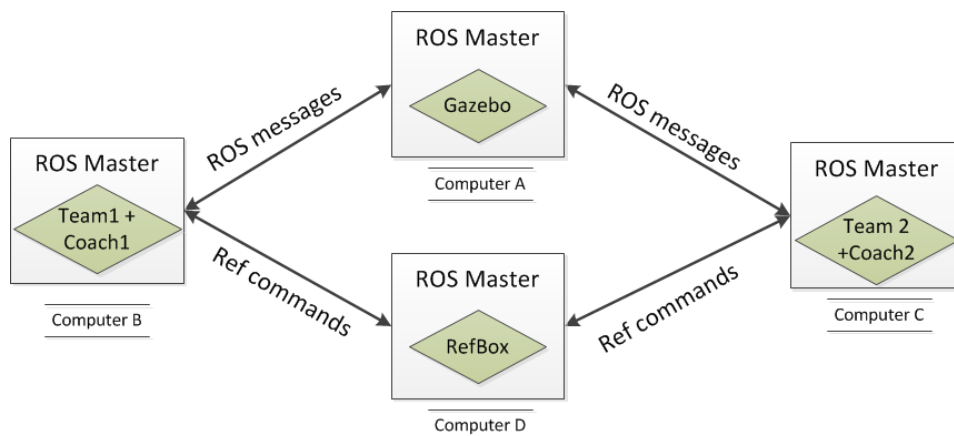 ROS Master
Gazebo
Computer A
ROS messages
ROS messages
ROS Master
Team1 +
Coach1
Computer B
ROS Master
Team 2
+Coach2
Computer C
Ref commands
Ref commands
ROS Master
RefBox
Computer D